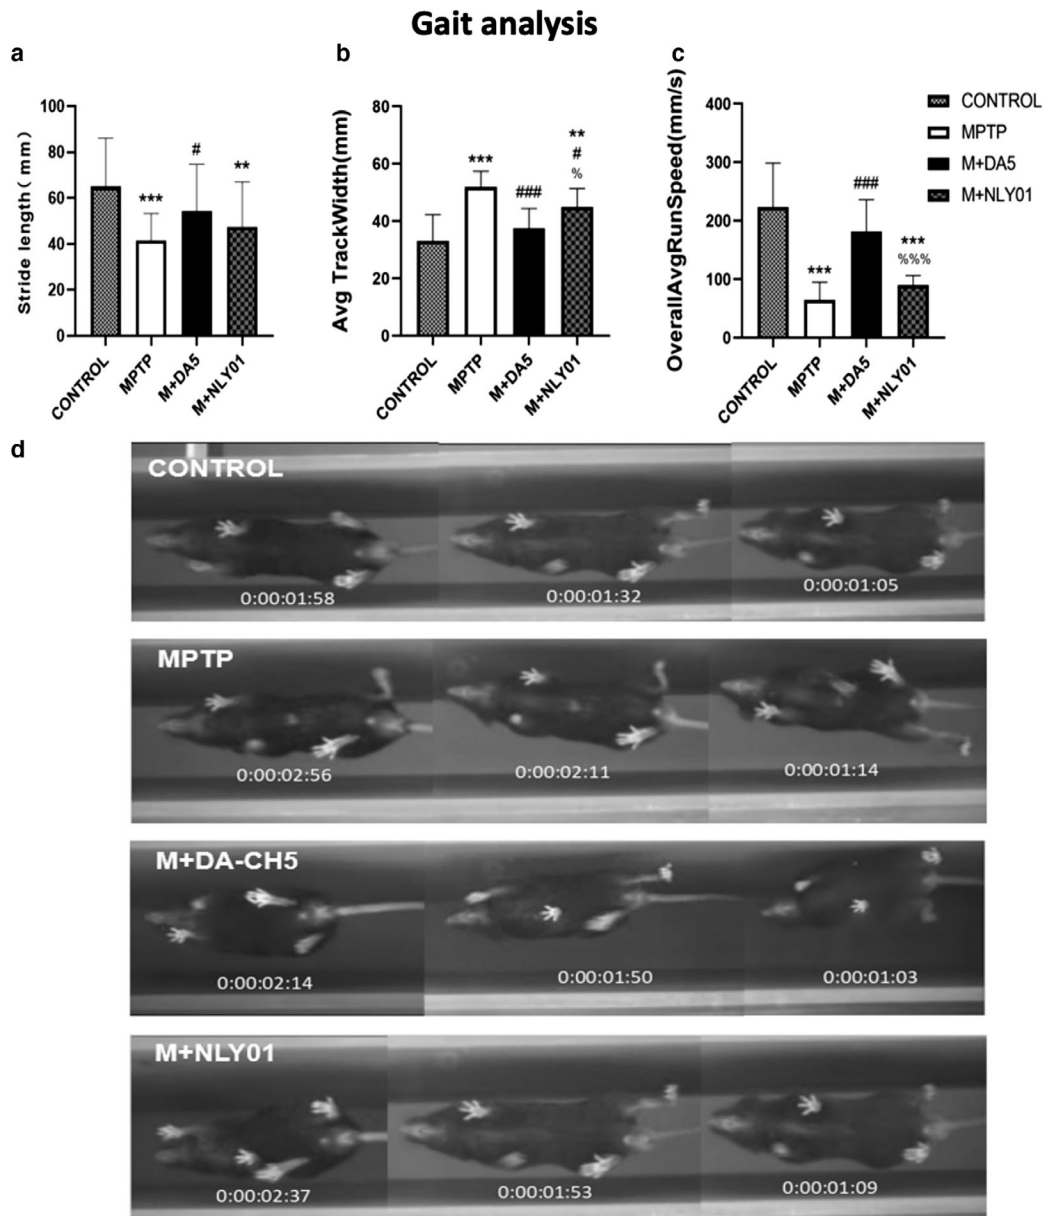 Gait analysis
a
b
c
Stride length( mm)
100
80
60
40
20
0
***
#
**
CONTROL
MPTP
M+DA5
M+NLY01
Avg TrackWidth(mm)
80
60
40
20
0
***
###
**
#
%
CONTROL
MPTP
M+DA5
M+NLY01
OverallAvgRunSpeed(mm/s)
400
300
200
100
0
***
###
***
%%%
CONTROL
MPTP
M+DA5
M+NLY01
CONTROL
MPTP
M+DA5
M+NLY01
d
CONTROL
0:00:01:58
0:00:01:32
0:00:01:05
MPTP
0:00:02:56
0:00:02:11
0:00:01:14
M+DA-CH5
0:00:02:14
0:00:01:50
0:00:01:03
M+NLY01
0:00:02:37
0:00:01:53
0:00:01:09